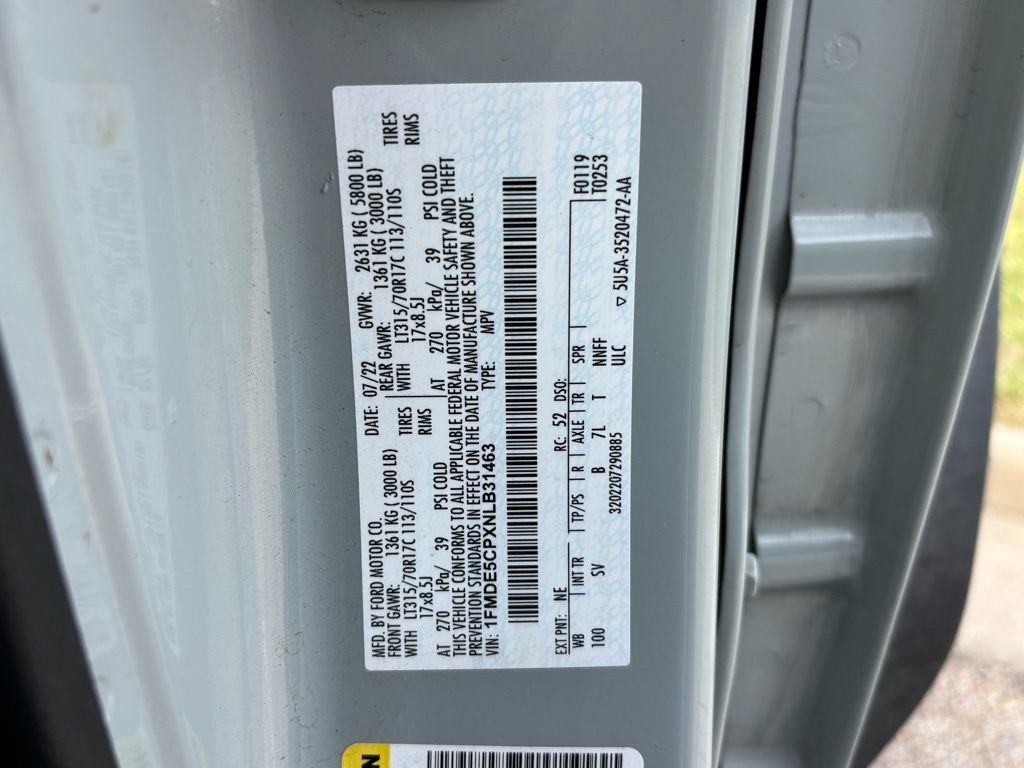 MFD. BY FORD MOTOR CO. DATE: 07/22 GVWR: 2631 KG ( 5800 LB)
FRONT GAWR: 1361 KG ( 3000 LB) REAR GAWR: 1361 KG ( 3000 LB)
WITH LT315/70R17C 113/110S TIRES WITH LT315/70R17C 113/110S TIRES
17x8.5J RIMS 17x8.5J RIMS
AT 270 kPa/ 39 PSI COLD AT 270 kPa/ 39 PSI COLD
THIS VEHICLE CONFORMS TO ALL APPLICABLE FEDERAL MOTOR VEHICLE SAFETY AND THEFT
PREVENTION STANDARDS IN EFFECT ON THE DATE OF MANUFACTURE SHOWN ABOVE.
VIN: 1FMDE5CPXNLB31463 TYPE: MPV
EXT PNT: NE RC: 52 DSO: F0119
WB INT TR TP/PS R AXLE TR SPR T0253
100 SV B 7L T NNFF
3202207290885 ULC ▽ 5U5A-3520472-AA